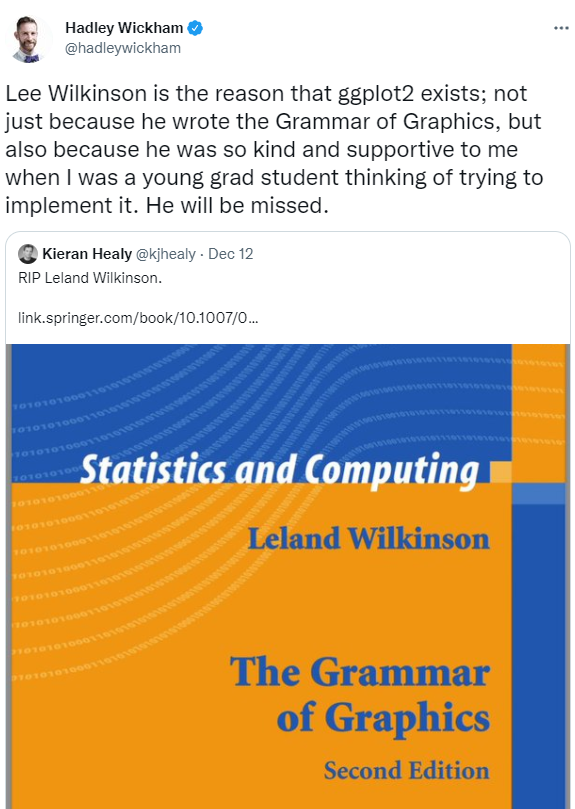 Hadley Wickham
@hadleywickham
Lee Wilkinson is the reason that ggplot2 exists; not
just because he wrote the Grammar of Graphics, but
also because he was so kind and supportive to me
when I was a young grad student thinking of trying to
implement it. He will be missed.
Kieran Healy @kjhealy · Dec 12
RIP Leland Wilkinson.
link.springer.com/book/10.1007/0...
Statistics and Computing
Leland Wilkinson
The Grammar
of Graphics
Second Edition